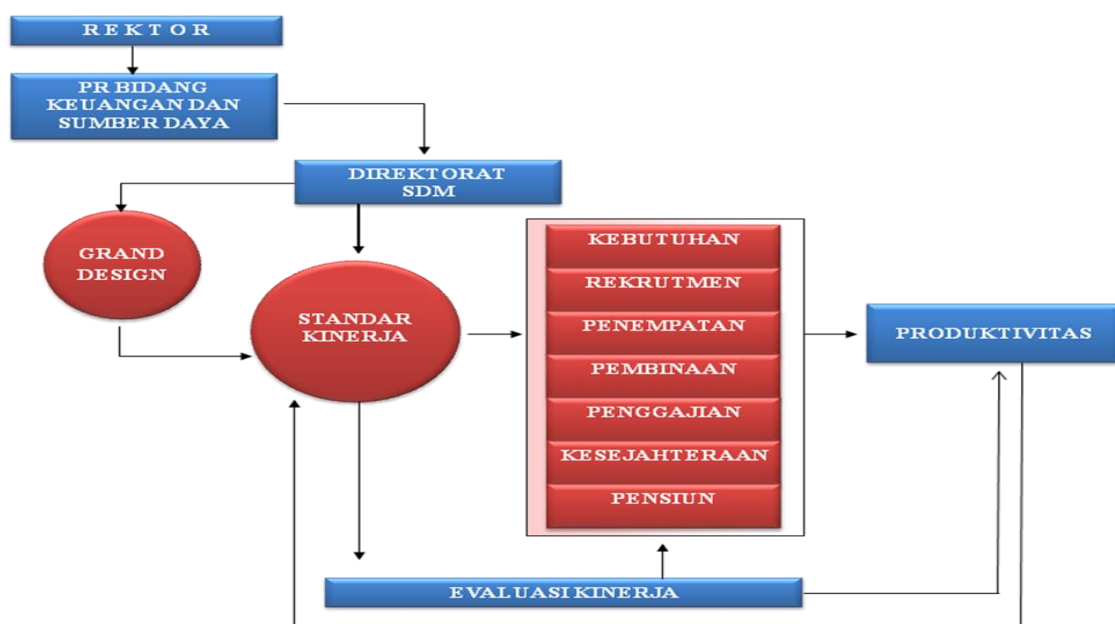 REKTOR
PR BIDANG
KEUANGAN DAN
SUMBER DAYA
DIREKTORAT
SDM
GRAND
DESIGN
STANDAR
KINERJA
KEBUTUHAN
REKRUTMEN
PENEMPATAN
PEMBINAAN
PENGGAJIAN
KESEJAHTERAAN
PENSIUN
PRODUKTIVITAS
EVALUASI KINERJA